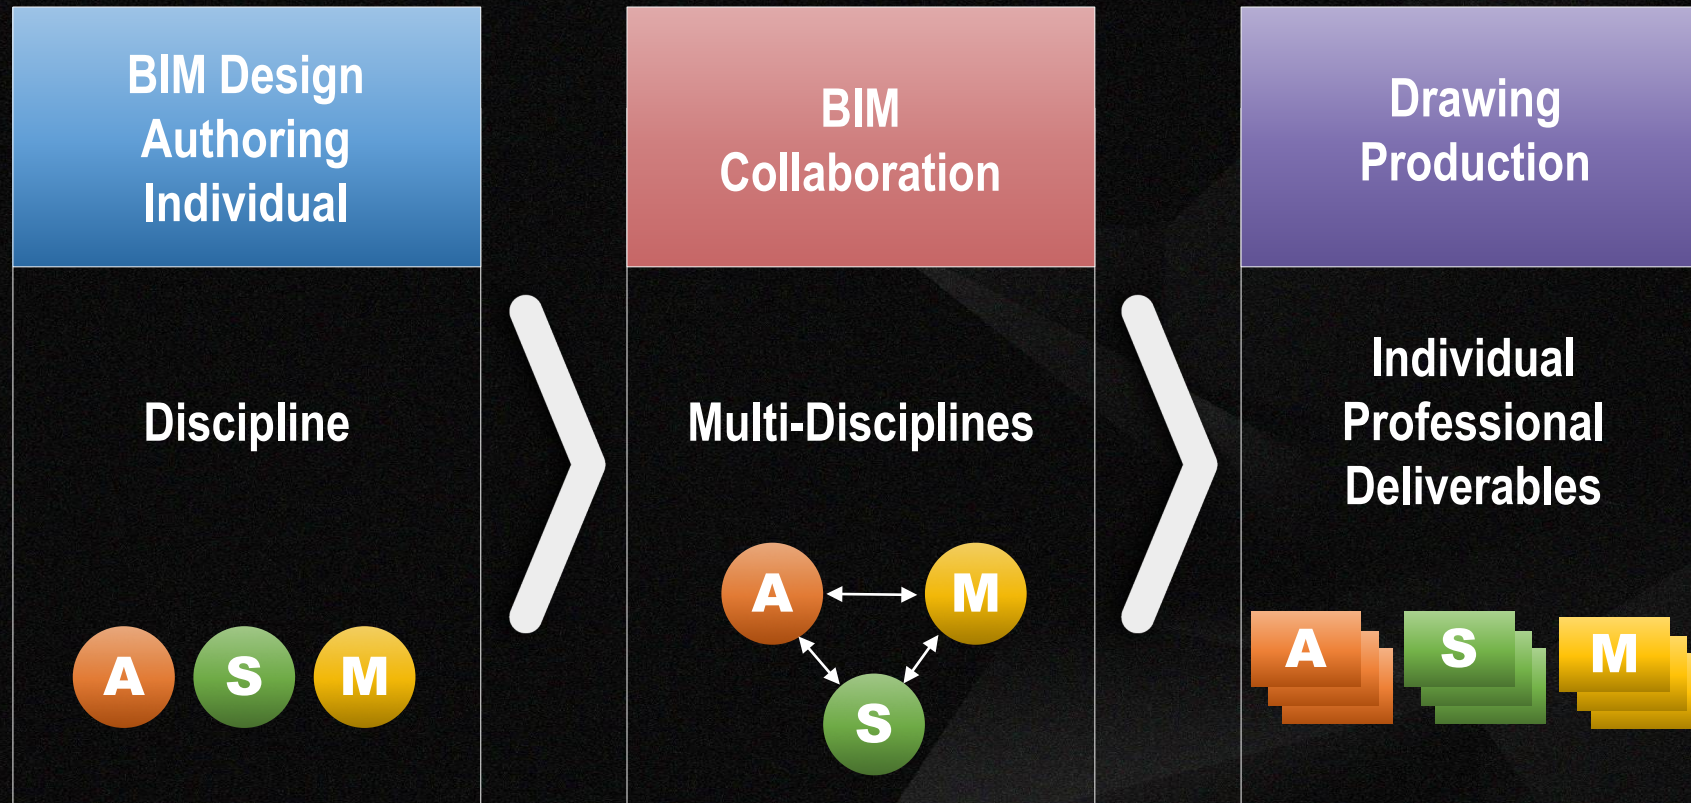 BIM Design
Authoring
Individual
Discipline
A S M
BIM
Collaboration
Multi-Disciplines
A M
S
Drawing
Production
Individual
Professional
Deliverables
A S M